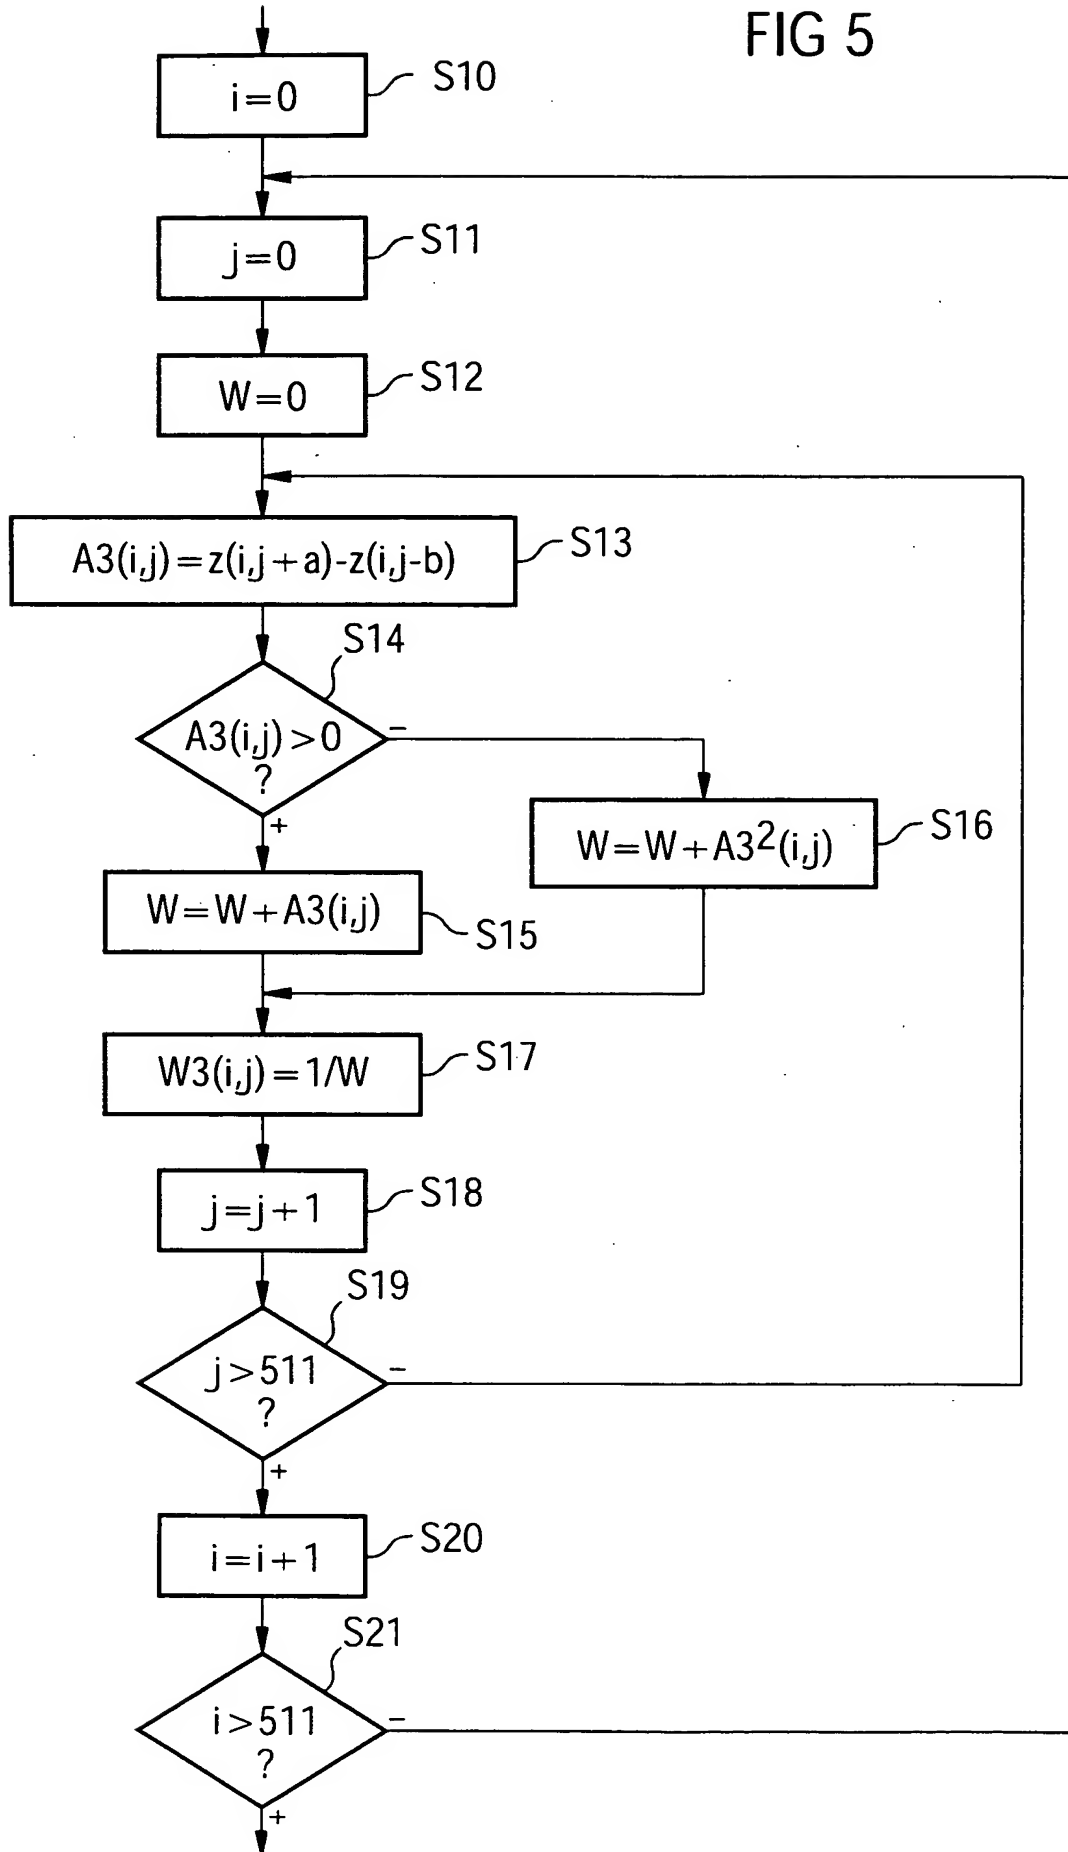 FIG 5
i=0
S10
j=0
S11
W=0
S12
A3(i,j)=z(i,j+a)-z(i,j-b)
S13
S14
A3(i,j)>0
?
-
+
W=W+A3²(i,j)
S16
W=W+A3(i,j)
S15
W3(i,j)=1/W
S17
j=j+1
S18
S19
j>511
?
-
+
i=i+1
S20
S21
i>511
?
-
+